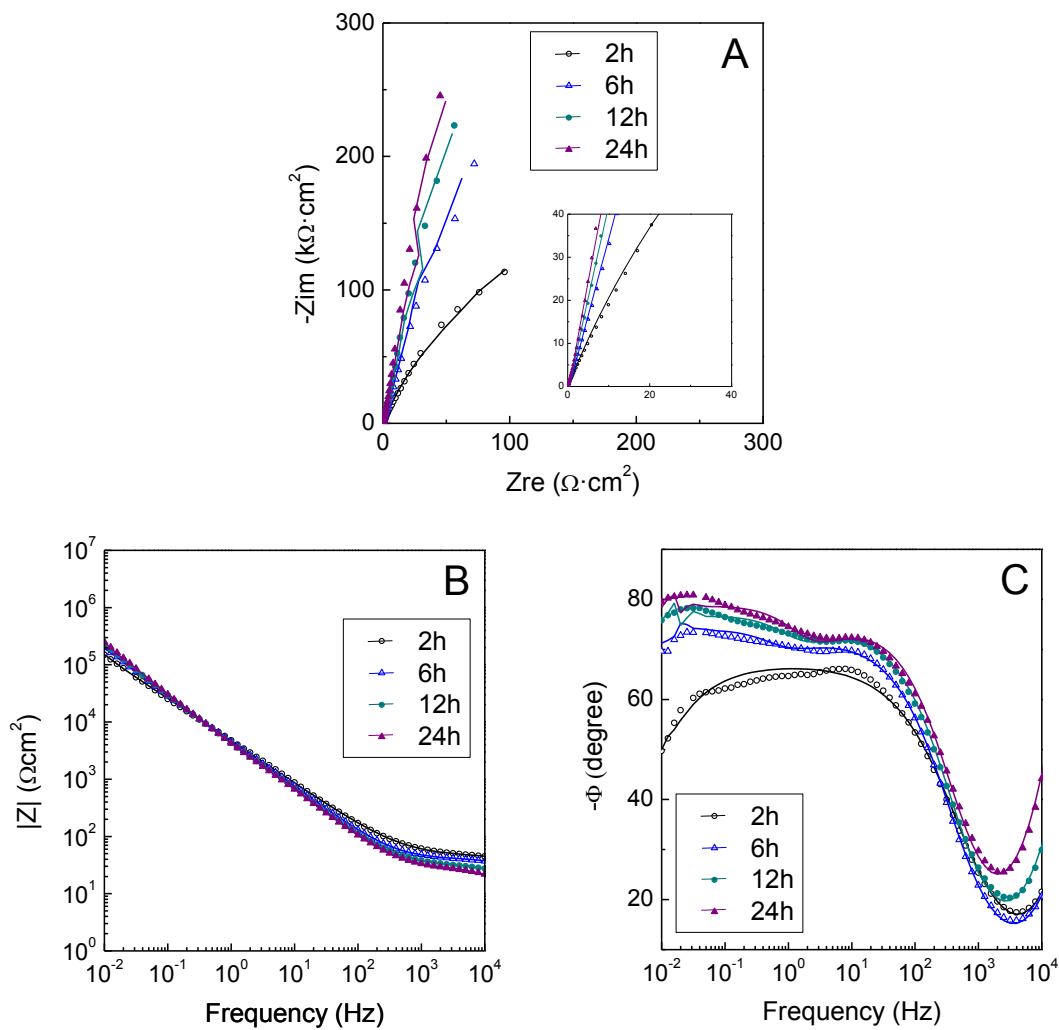 A
300
200
100
0
-Zim (kΩ·cm²)
2h
6h
12h
24h
40
30
20
10
0
0 20 40
0 100 200 300
Zre (Ω·cm²)
B
10⁷
10⁶
10⁵
10⁴
10³
10²
10¹
10⁰
|Z| (Ωcm²)
2h
6h
12h
24h
10⁻² 10⁻¹ 10⁰ 10¹ 10² 10³ 10⁴
Frequency (Hz)
C
80
60
40
20
-Φ (degree)
2h
6h
12h
24h
10⁻² 10⁻¹ 10⁰ 10¹ 10² 10³ 10⁴
Frequency (Hz)